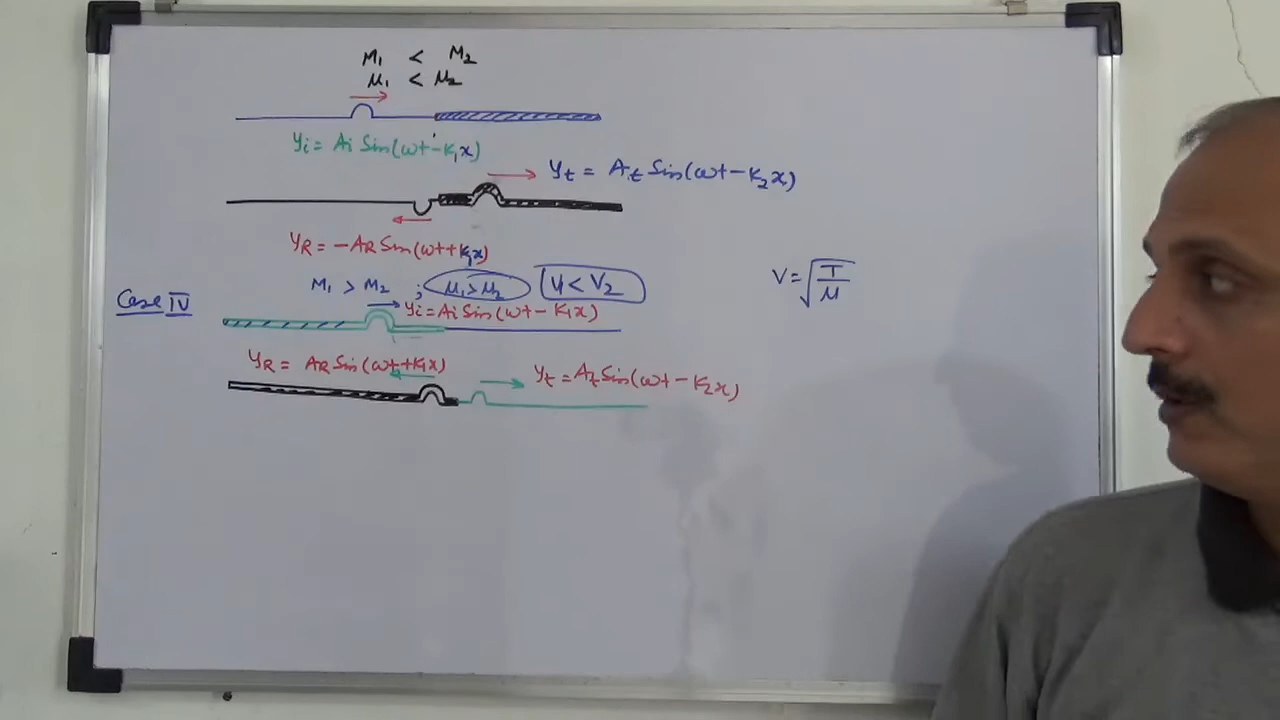 M₁ < M₂
μ₁ < μ₂
yi = Ai Sin(ωt - K₁x)
yt = At Sin(ωt - K₂x)
yR = -AR Sin(ωt + K₁x)
M₁ > M₂ ; μ₁ > μ₂ V₁ < V₂
V = √T/μ
Case IV
yi = Ai Sin(ωt - K₁x)
yR = AR Sin(ωt + K₁x)
yt = At Sin(ωt - K₂x)